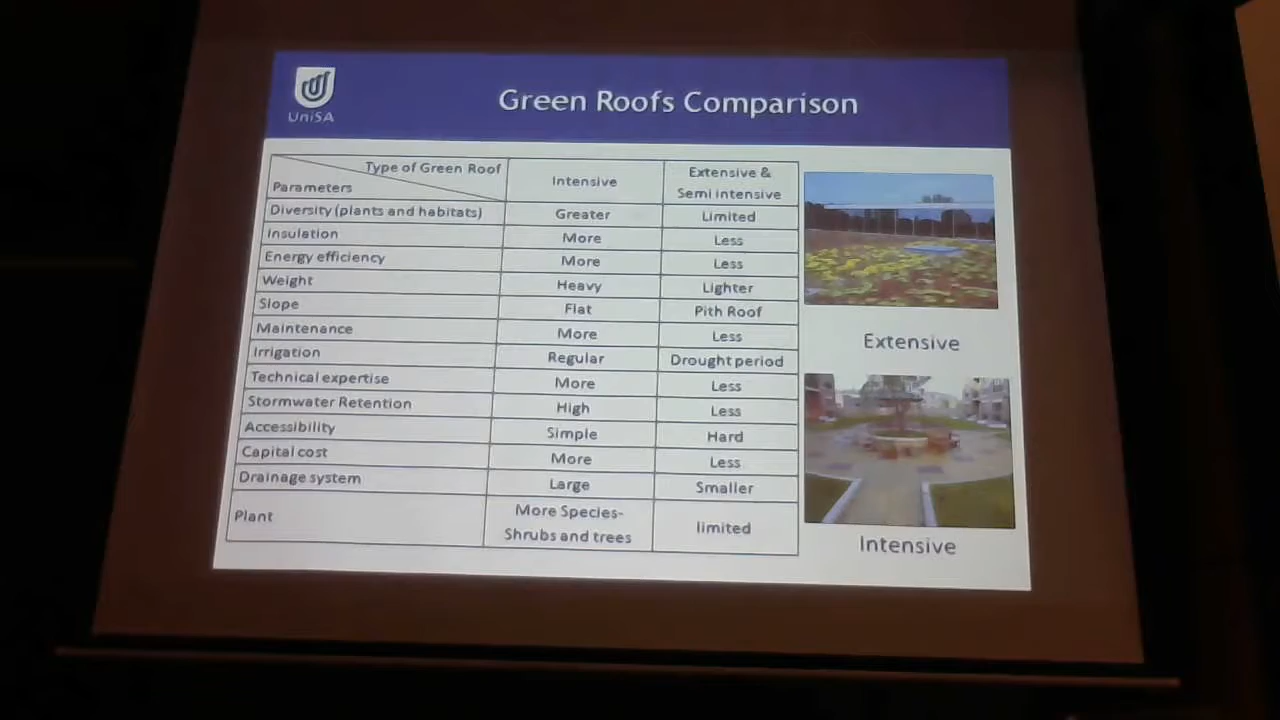 UniSA
Green Roofs Comparison
Type of Green Roof
Parameters
Intensive
Extensive &
Semi intensive
Diversity (plants and habitats) Greater Limited
Insulation More Less
Energy efficiency More Less
Weight Heavy Lighter
Slope Flat Pith Roof
Maintenance More Less
Irrigation Regular Drought period
Technical expertise More Less
Stormwater Retention High Less
Accessibility Simple Hard
Capital cost More Less
Drainage system Large Smaller
Plant
More Species-
Shrubs and trees
limited
Extensive
Intensive